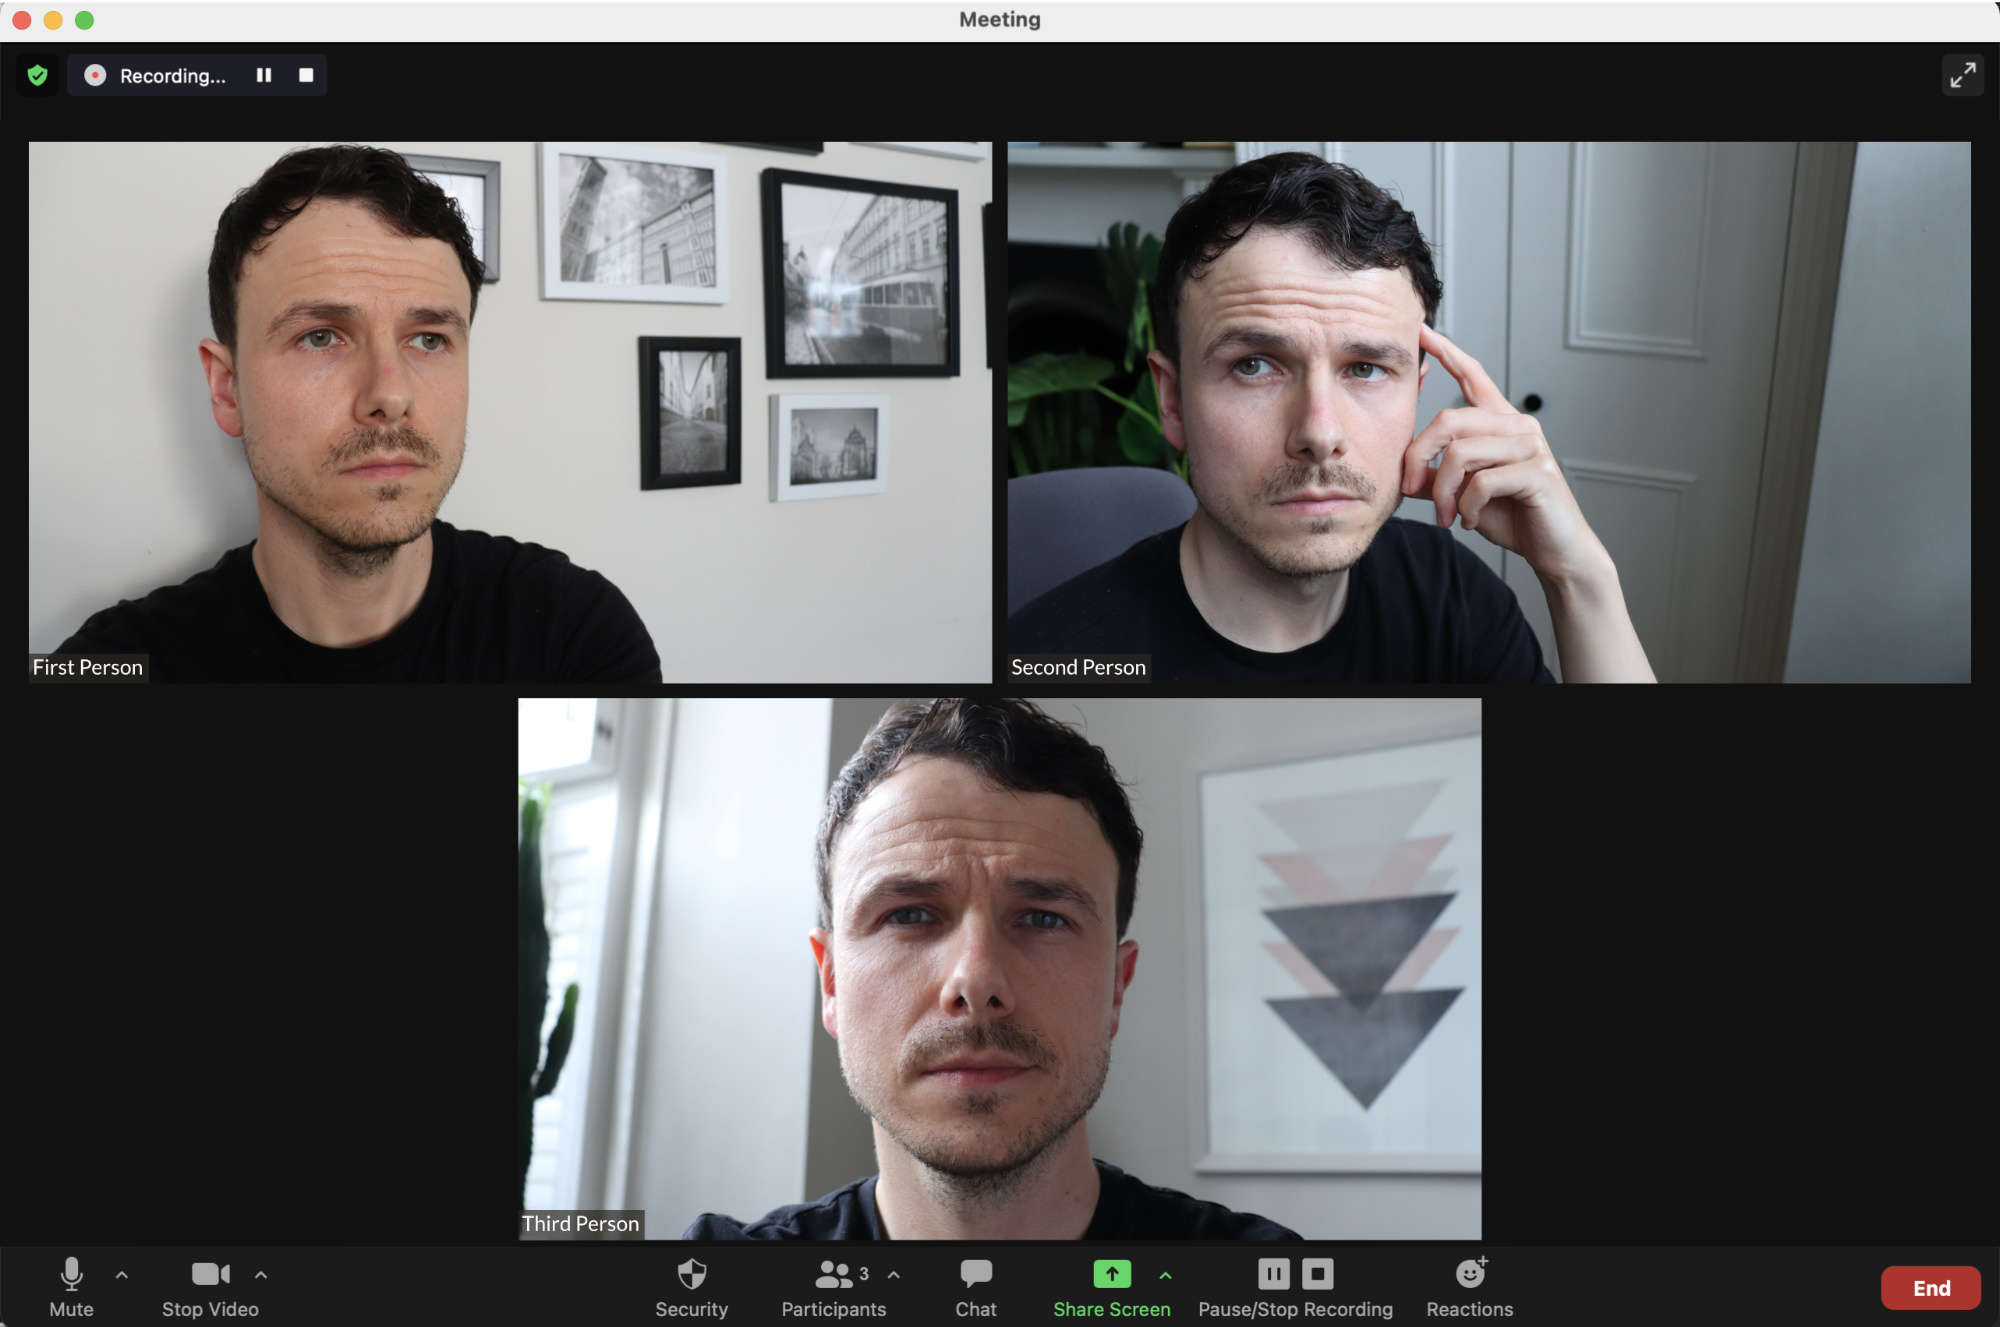 Meeting
Recording...
First Person
Second Person
Third Person
Mute
Stop Video
Security
3
Participants
Chat
Share Screen
Pause/Stop Recording
Reactions
End